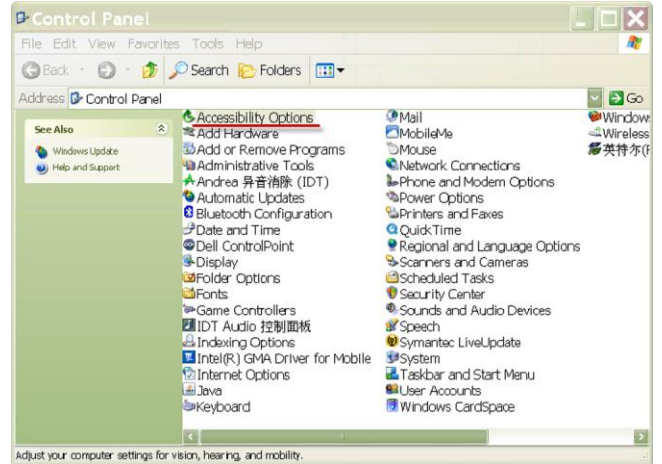 Control Panel
File Edit View Favorites Tools Help
Back Search Folders
Address Control Panel Go
See Also
Windows Update
Help and Support
Accessibility Options
Add Hardware
Add or Remove Programs
Administrative Tools
Andrea 异音消除 (IDT)
Automatic Updates
Bluetooth Configuration
Date and Time
Dell ControlPoint
Display
Folder Options
Fonts
Game Controllers
IDT Audio 控制面板
Indexing Options
Intel(R) GMA Driver for Mobile
Internet Options
Java
Keyboard
Mail
MobileMe
Mouse
Network Connections
Phone and Modem Options
Power Options
Printers and Faxes
QuickTime
Regional and Language Options
Scanners and Cameras
Scheduled Tasks
Security Center
Sounds and Audio Devices
Speech
Symantec LiveUpdate
System
Taskbar and Start Menu
User Accounts
Windows CardSpace
Window
Wireless
英特尔(
Adjust your computer settings for vision, hearing, and mobility.